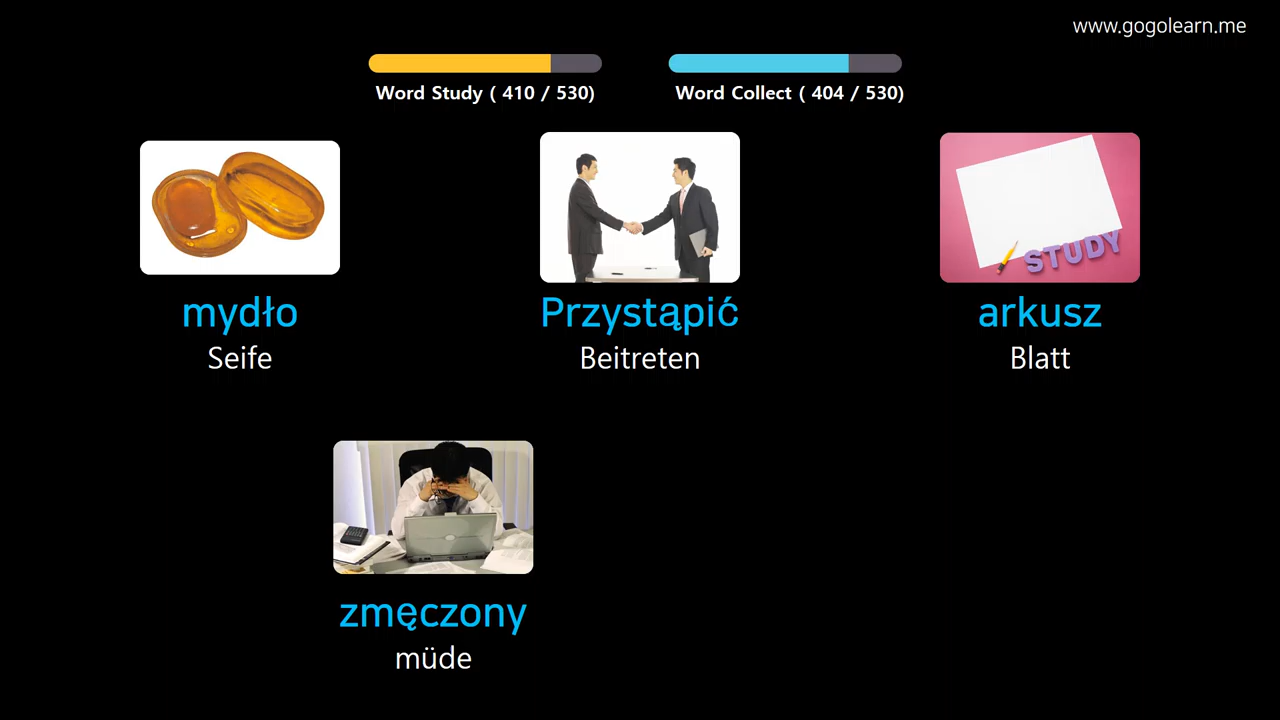 www.gogolearn.me
Word Study ( 410 / 530)
Word Collect ( 404 / 530)
STUDY
mydło
Przystąpić
arkusz
Seife
Beitreten
Blatt
zmęczony
müde